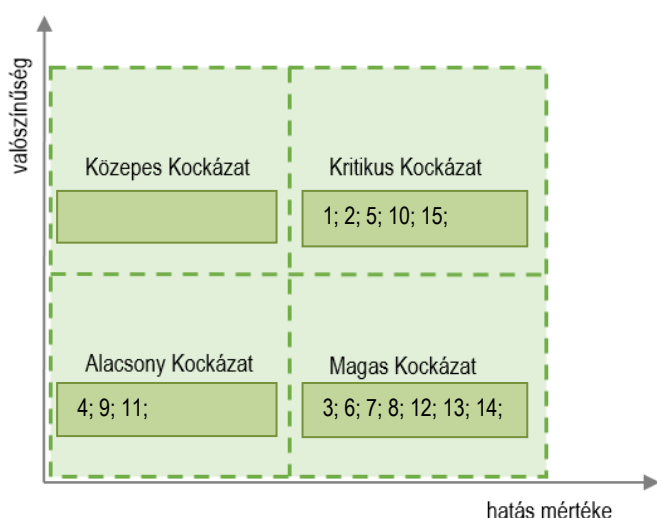 valószínűség
Közepes Kockázat
Kritikus Kockázat
1; 2; 5; 10; 15;
Alacsony Kockázat
Magas Kockázat
4; 9; 11;
3; 6; 7; 8; 12; 13; 14;
hatás mértéke